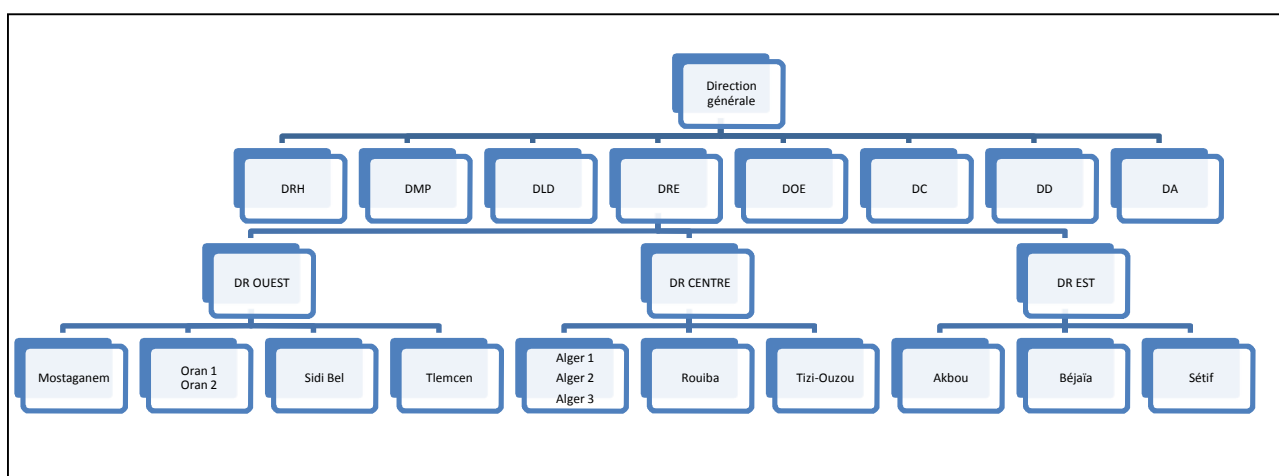 Direction
générale
DRH
DMP
DLD
DRE
DOE
DC
DD
DA
DR OUEST
DR CENTRE
DR EST
Mostaganem
Oran 1
Oran 2
Sidi Bel
Tlemcen
Alger 1
Alger 2
Alger 3
Rouiba
Tizi-Ouzou
Akbou
Béjaïa
Sétif